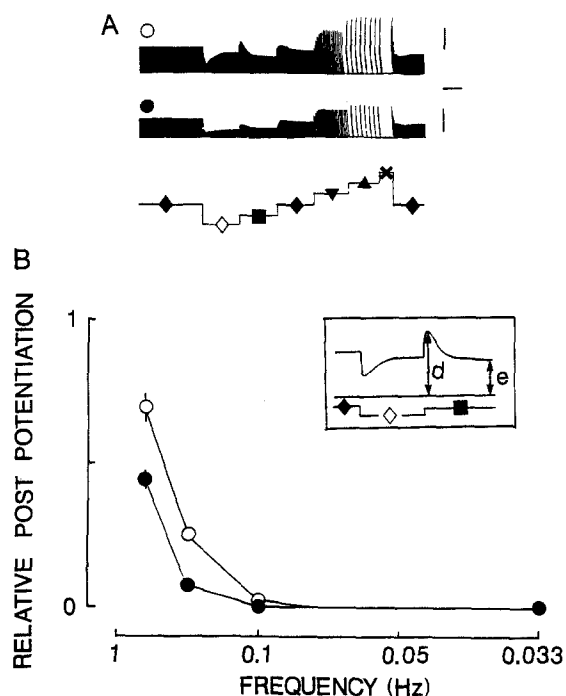 A
B
RELATIVE POST POTENTIATION
1
0
d
e
1
0.1
0.05
0.033
FREQUENCY (Hz)